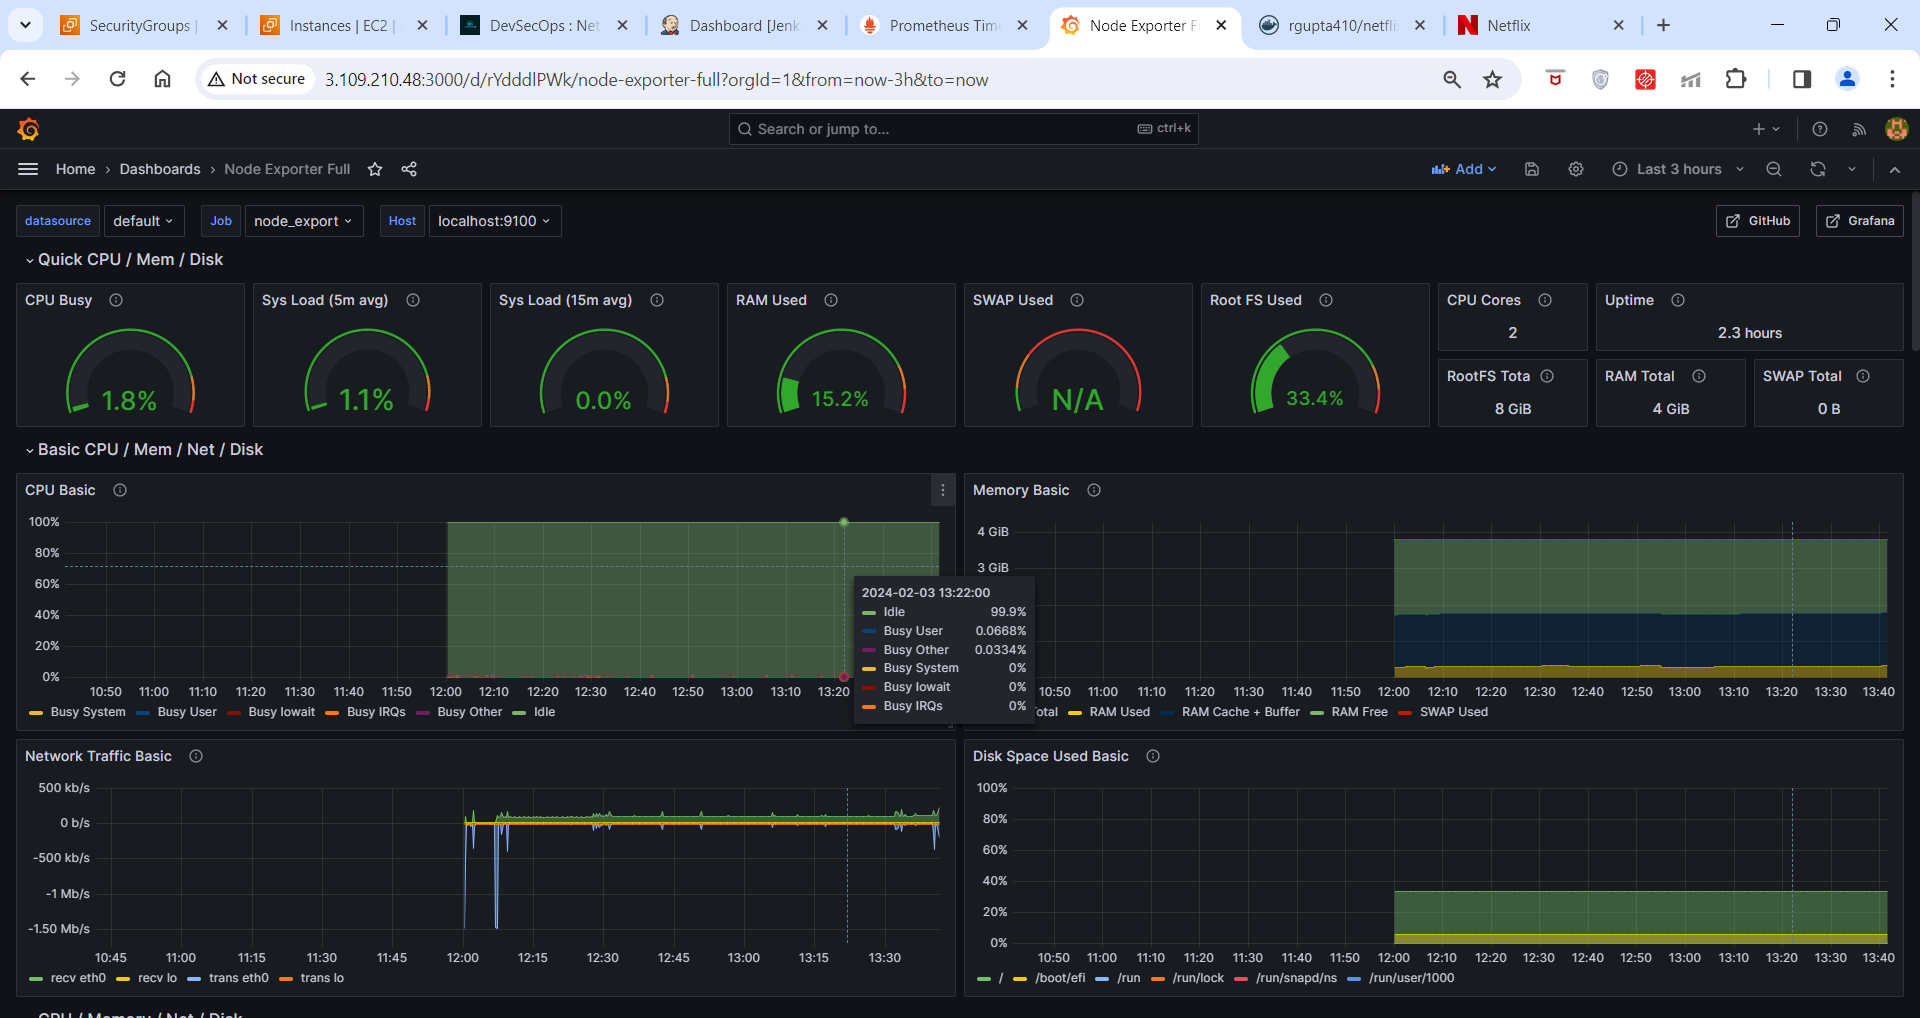 SecurityGroups |
Instances | EC2 |
DevSecOps : Net
Dashboard [Jenk
Prometheus Time
Node Exporter F
rgupta410/netfli
Netflix
Not secure
3.109.210.48:3000/d/rYdddlPWk/node-exporter-full?orgId=1&from=now-3h&to=now
Search or jump to...
ctrl+k
Home › Dashboards › Node Exporter Full
Add
Last 3 hours
datasource default
Job node_export
Host localhost:9100
GitHub
Grafana
Quick CPU / Mem / Disk
CPU Busy
1.8%
Sys Load (5m avg)
1.1%
Sys Load (15m avg)
0.0%
RAM Used
15.2%
SWAP Used
N/A
Root FS Used
33.4%
CPU Cores
2
Uptime
2.3 hours
RootFS Tota
8 GiB
RAM Total
4 GiB
SWAP Total
0 B
Basic CPU / Mem / Net / Disk
CPU Basic
100%
80%
60%
40%
20%
0%
10:50 11:00 11:10 11:20 11:30 11:40 11:50 12:00 12:10 12:20 12:30 12:40 12:50 13:00 13:10 13:20
Busy System Busy User Busy Iowait Busy IRQs Busy Other Idle
2024-02-03 13:22:00
Idle 99.9%
Busy User 0.0668%
Busy Other 0.0334%
Busy System 0%
Busy Iowait 0%
Busy IRQs 0%
Memory Basic
4 GiB
3 GiB
10:50 11:00 11:10 11:20 11:30 11:40 11:50 12:00 12:10 12:20 12:30 12:40 12:50 13:00 13:10 13:20 13:30 13:40
otal RAM Used RAM Cache + Buffer RAM Free SWAP Used
Network Traffic Basic
500 kb/s
0 b/s
-500 kb/s
-1 Mb/s
-1.50 Mb/s
10:45 11:00 11:15 11:30 11:45 12:00 12:15 12:30 12:45 13:00 13:15 13:30
recv eth0 recv lo trans eth0 trans lo
Disk Space Used Basic
100%
80%
60%
40%
20%
0%
10:50 11:00 11:10 11:20 11:30 11:40 11:50 12:00 12:10 12:20 12:30 12:40 12:50 13:00 13:10 13:20 13:30 13:40
/ /boot/efi /run /run/lock /run/snapd/ns /run/user/1000
CPU / Memory / Net / Disk